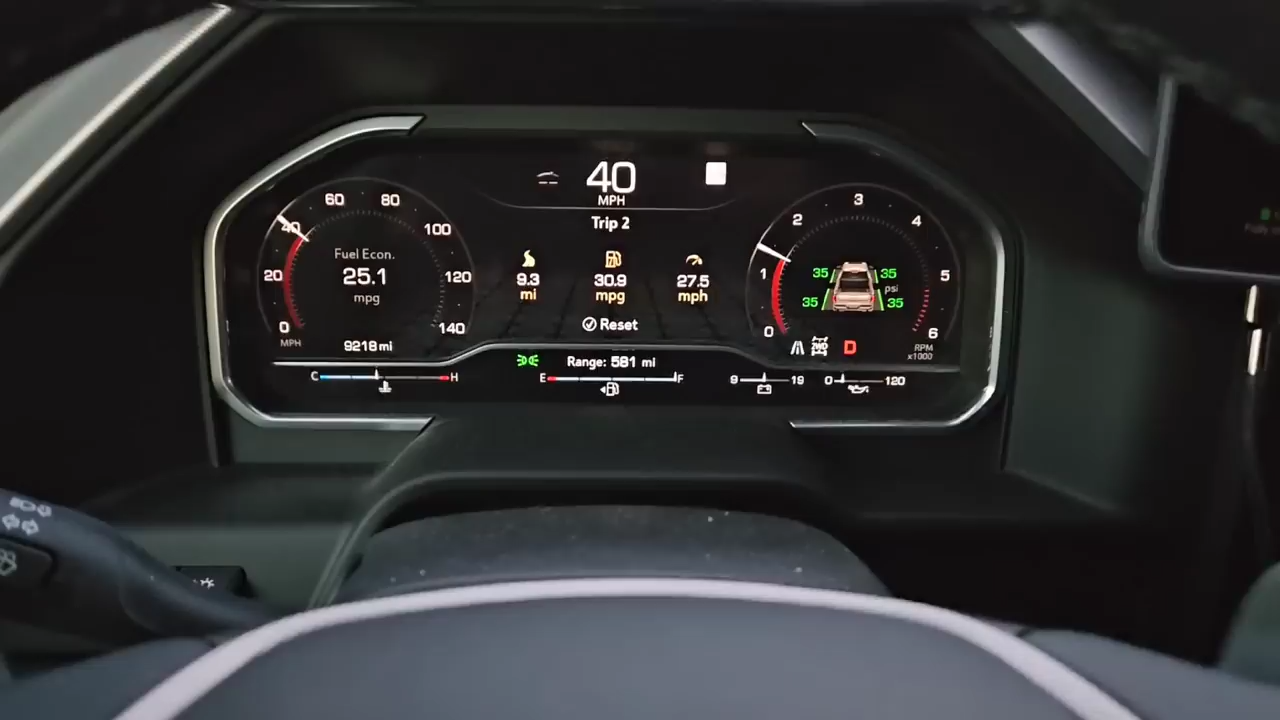 40
MPH
Trip 2
60
80
40
100
20
120
0
140
MPH
Fuel Econ.
25.1
mpg
9218 mi
9.3
mi
30.9
mpg
27.5
mph
Reset
3
2
4
1
5
0
6
RPM
x1000
35
35
psi
35
35
2WD
D
Range: 581 mi
C
H
E
F
9
19
0
120